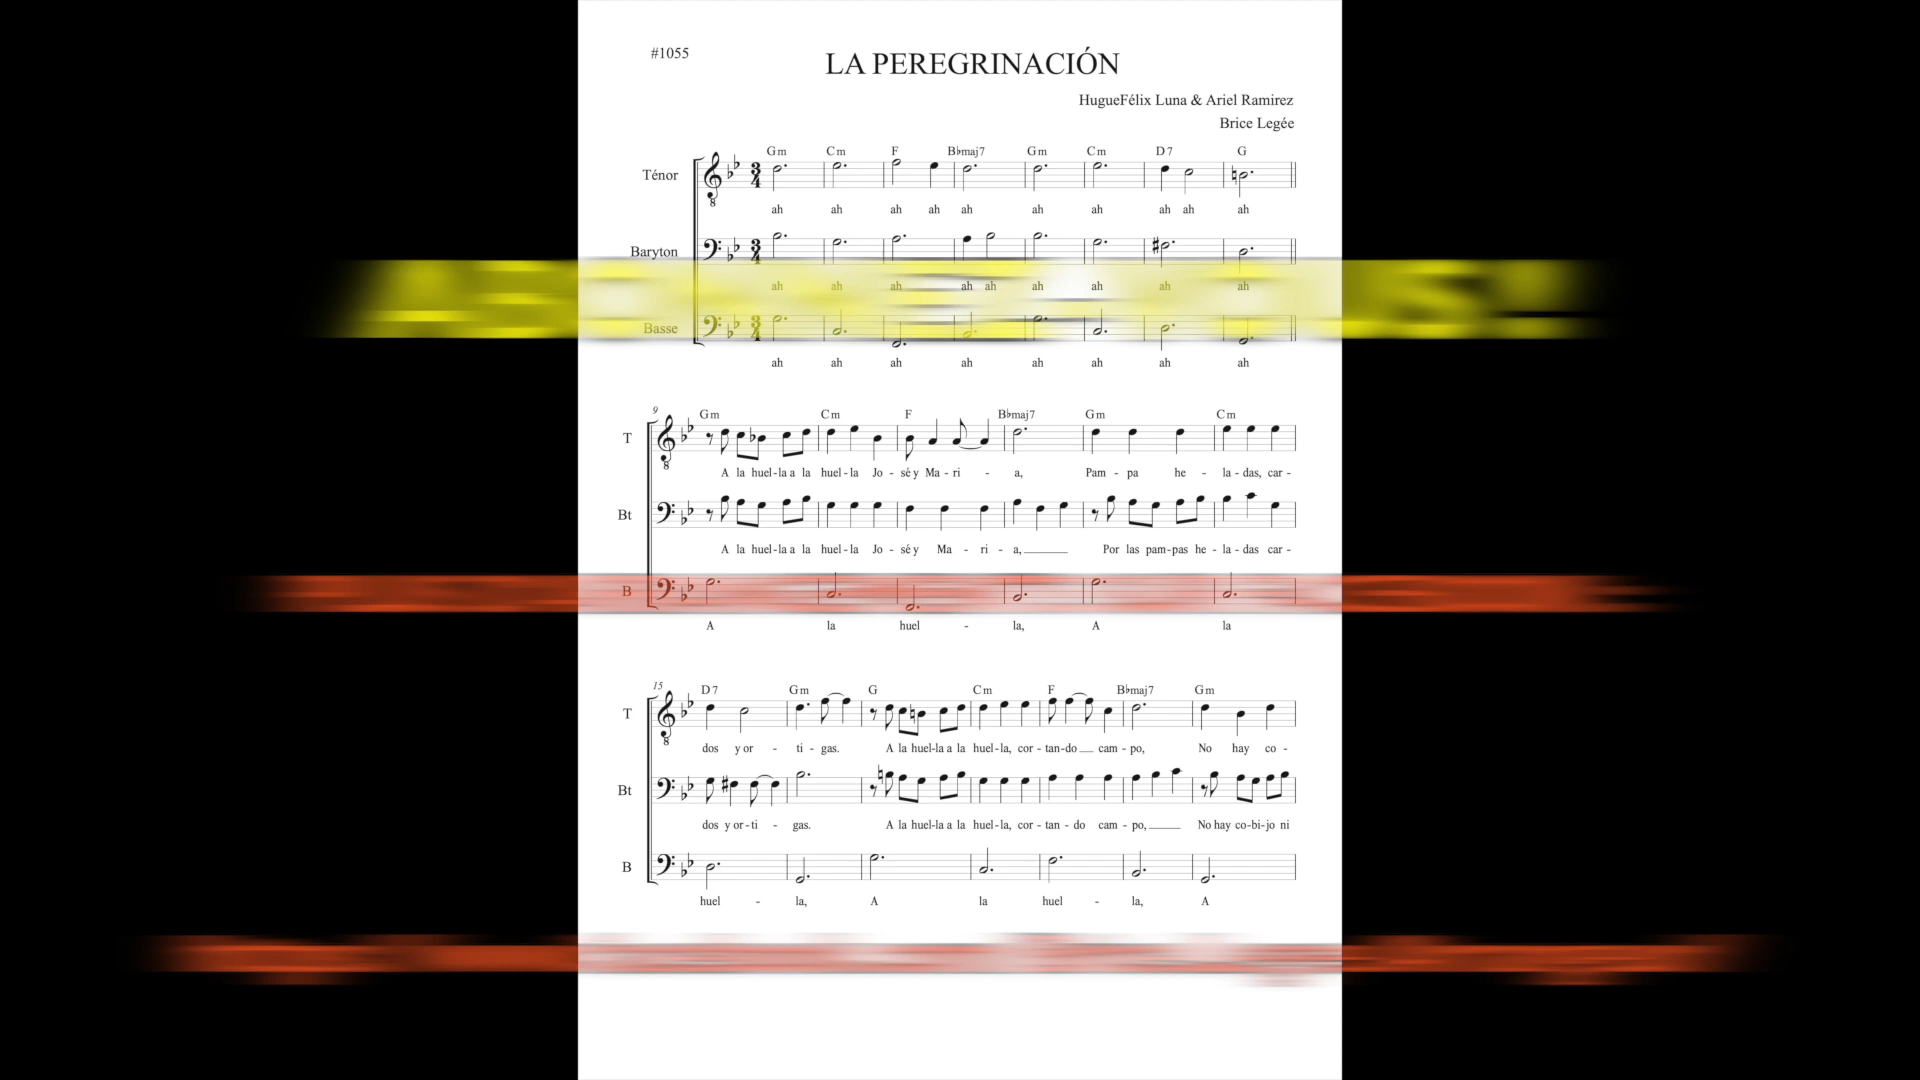 #1055
LA PEREGRINACIÓN
HugueFélix Luna & Ariel Ramirez
Brice Legée
Gm Cm F B♭maj7 Gm Cm D7 G
Ténor
ah ah ah ah ah ah ah ah ah ah
Baryton
ah ah ah ah ah ah ah ah ah
Basse
ah ah ah ah ah ah ah ah
9
Gm Cm F B♭maj7 Gm Cm
T
A la huel-la a la huel-la Jo - sé y Ma - ri - a, Pam - pa he - la - das, car -
Bt
A la huel-la a la huel-la Jo - sé y Ma - ri - a, Por las pam-pas he - la - das car -
B
A la huel - la, A la
15
D7 Gm G Cm F B♭maj7 Gm
T
dos y or - ti - gas. A la huel-la a la huel-la, cor - tan-do cam - po, No hay co -
Bt
dos y or-ti - gas. A la huel-la a la huel-la, cor - tan - do cam - po, No hay co-bi-jo ni
B
huel - la, A la huel - la, A